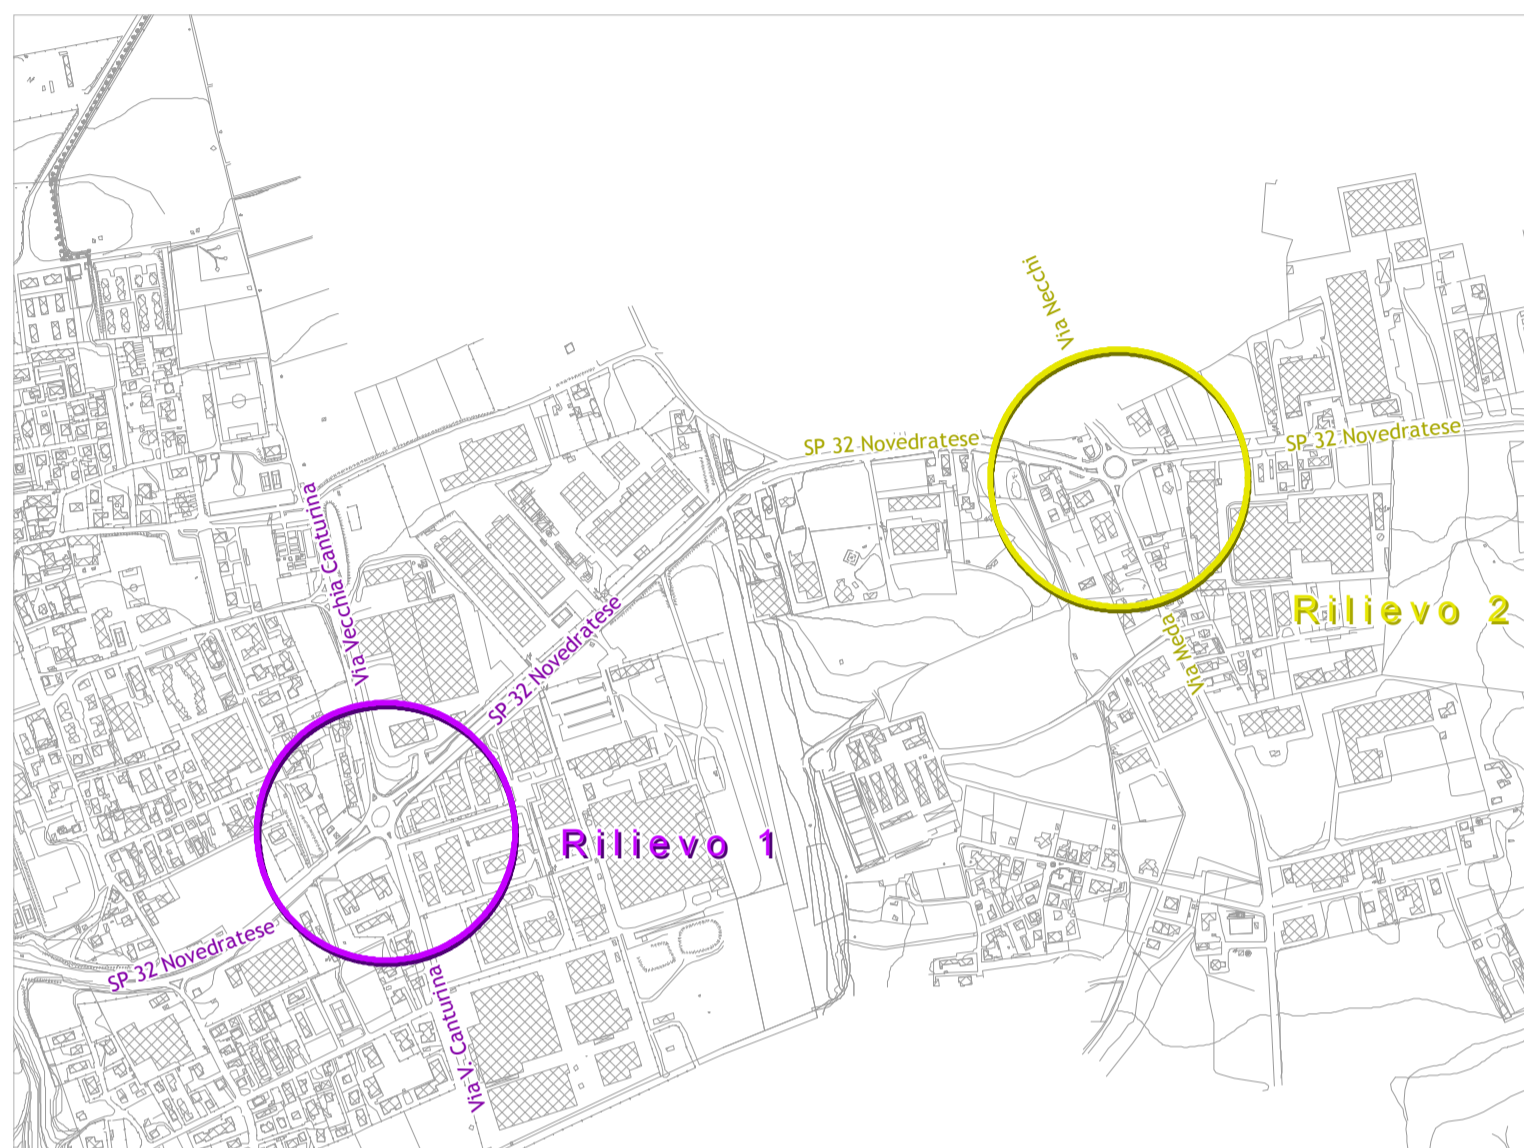 Via Necchi
SP 32 Novedratese
SP 32 Novedratese
Via Vecchia Canturina
Rilievo 2
SP 32 Novedratese
Via Meda
Rilievo 1
SP 32 Novedratese
Via V. Canturina